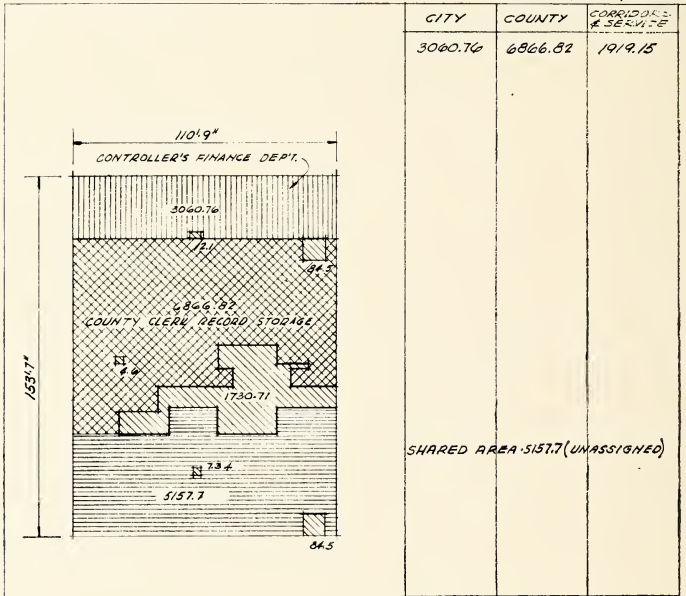 CITY COUNTY CORRIDORS & SERVICE
3060.76 6866.82 1919.15
110'.9"
CONTROLLER'S FINANCE DEP'T.
3060.76
12.1
84.5
6866.82
COUNTY CLERK RECORD STORAGE
153'.7"
1730.71
SHARED AREA·5157.7 (UNASSIGNED)
7.34
5157.7
84.5